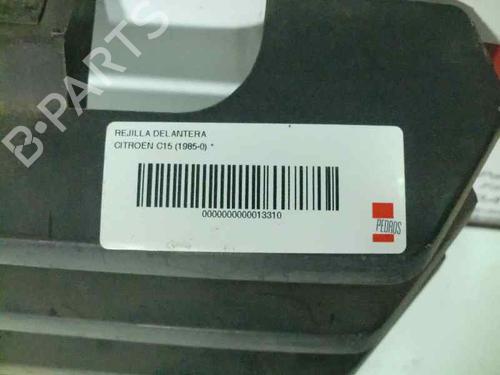 B-PARTS
REJILLA DELANTERA
CITROEN C15 (1985-0) *
0000000000013310
PEDROS